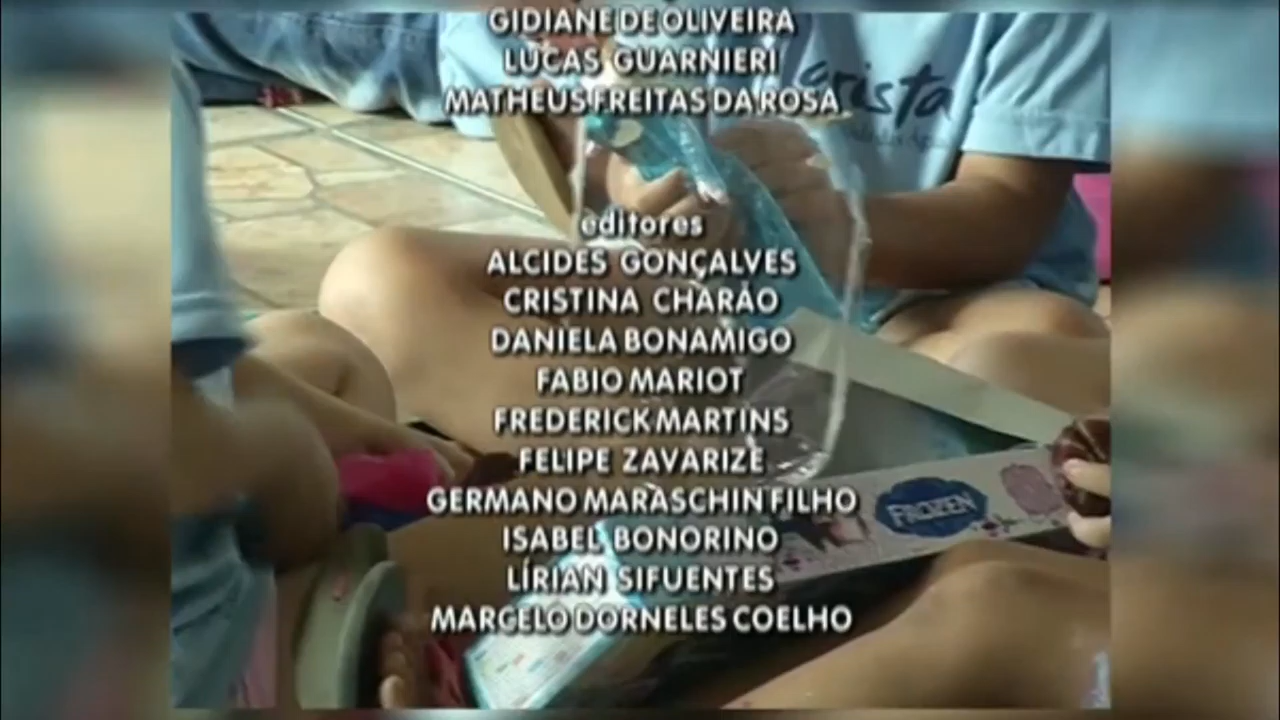 GIDIANE DE OLIVEIRA
LUCAS GUARNIERI
MATHEUS FREITAS DA ROSA
editores
ALCIDES GONÇALVES
CRISTINA CHARÃO
DANIELA BONAMIGO
FABIO MARIOT
FREDERICK MARTINS
FELIPE ZAVARIZE
GERMANO MARASCHIN FILHO
FROZEN
ISABEL BONORINO
LÍRIAN SIFUENTES
MARCELO DORNELES COELHO